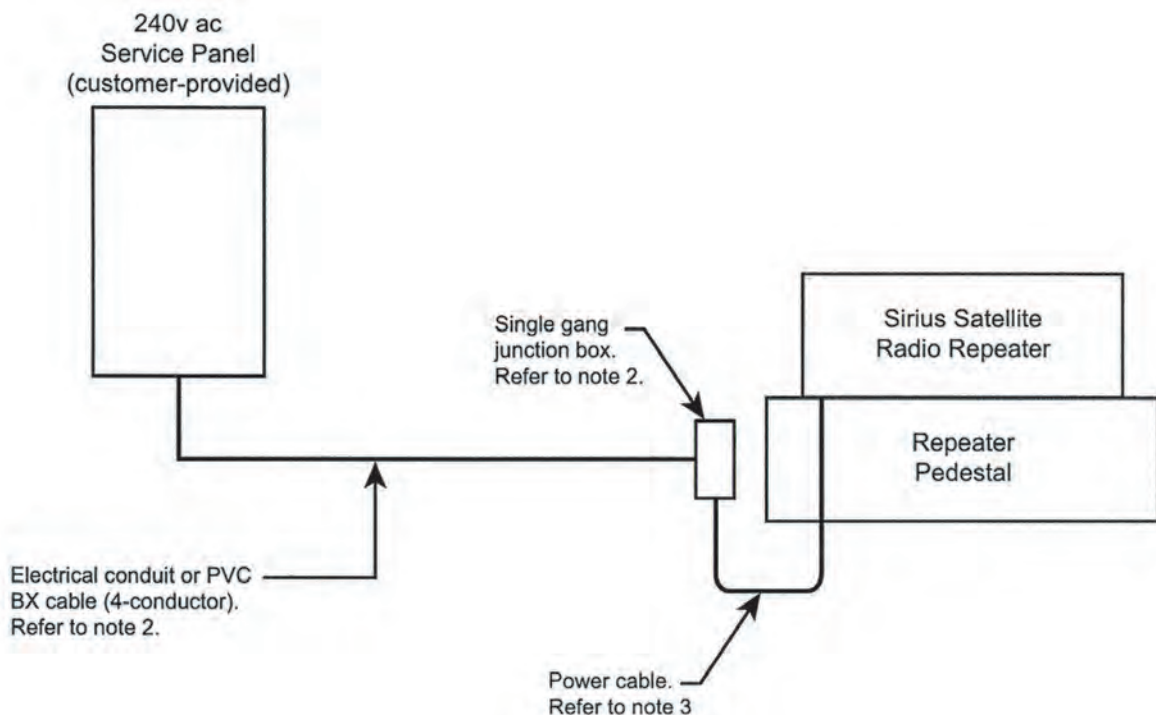 240v ac
Service Panel
(customer-provided)
Single gang
junction box.
Refer to note 2.
Sirius Satellite
Radio Repeater
Repeater
Pedestal
Electrical conduit or PVC
BX cable (4-conductor).
Refer to note 2.
Power cable.
Refer to note 3